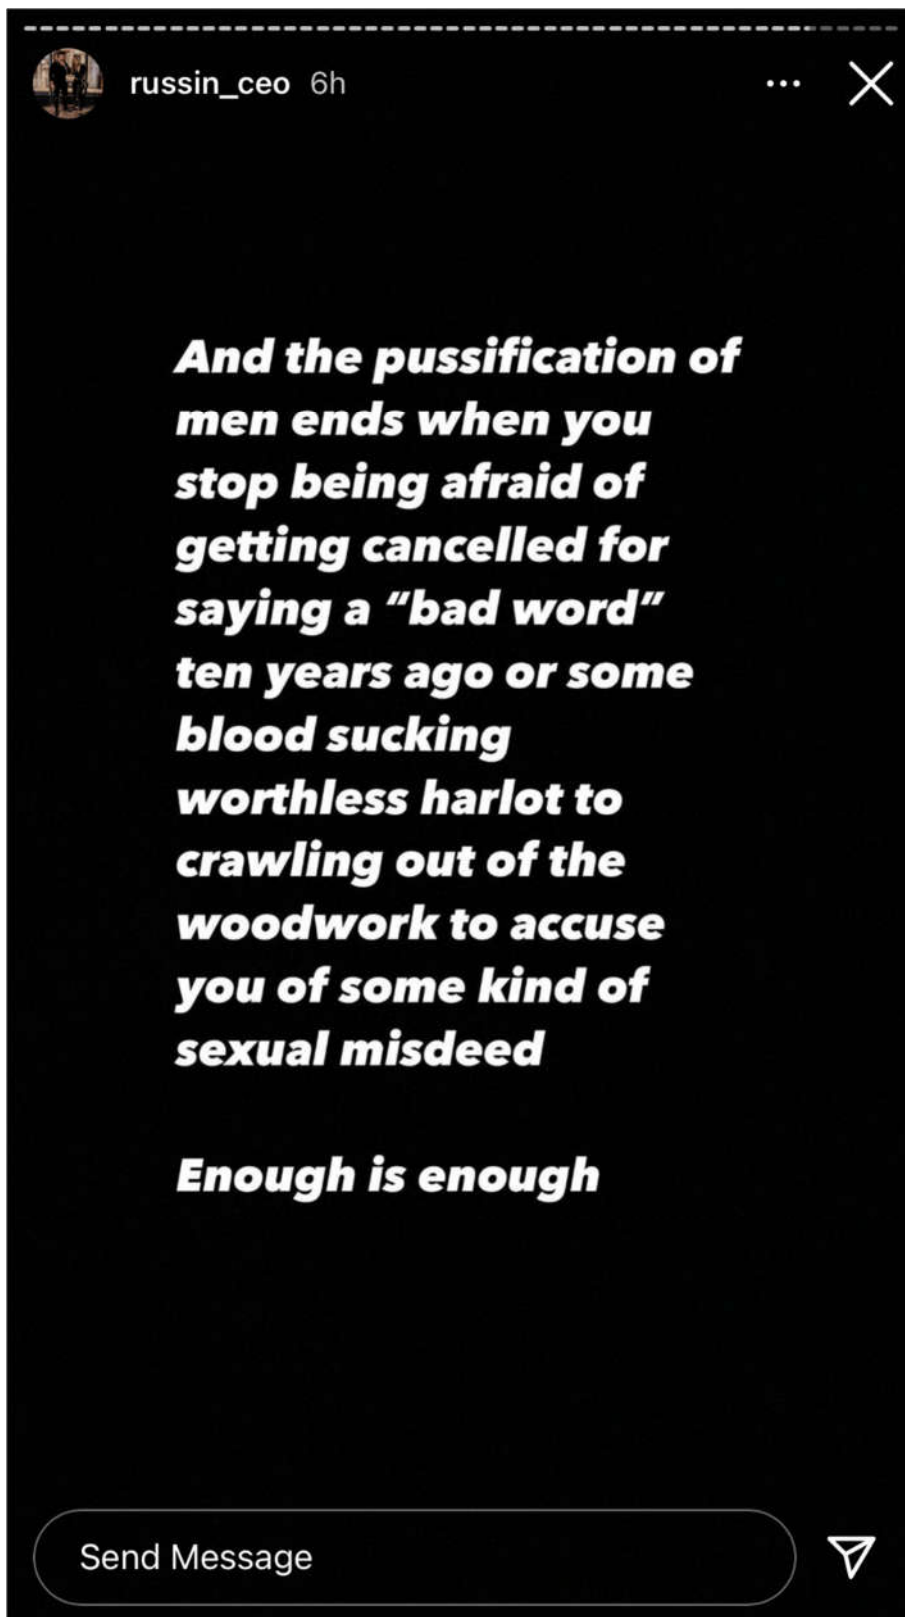 russin_ceo 6h
And the pussification of
men ends when you
stop being afraid of
getting cancelled for
saying a “bad word”
ten years ago or some
blood sucking
worthless harlot to
crawling out of the
woodwork to accuse
you of some kind of
sexual misdeed
Enough is enough
Send Message